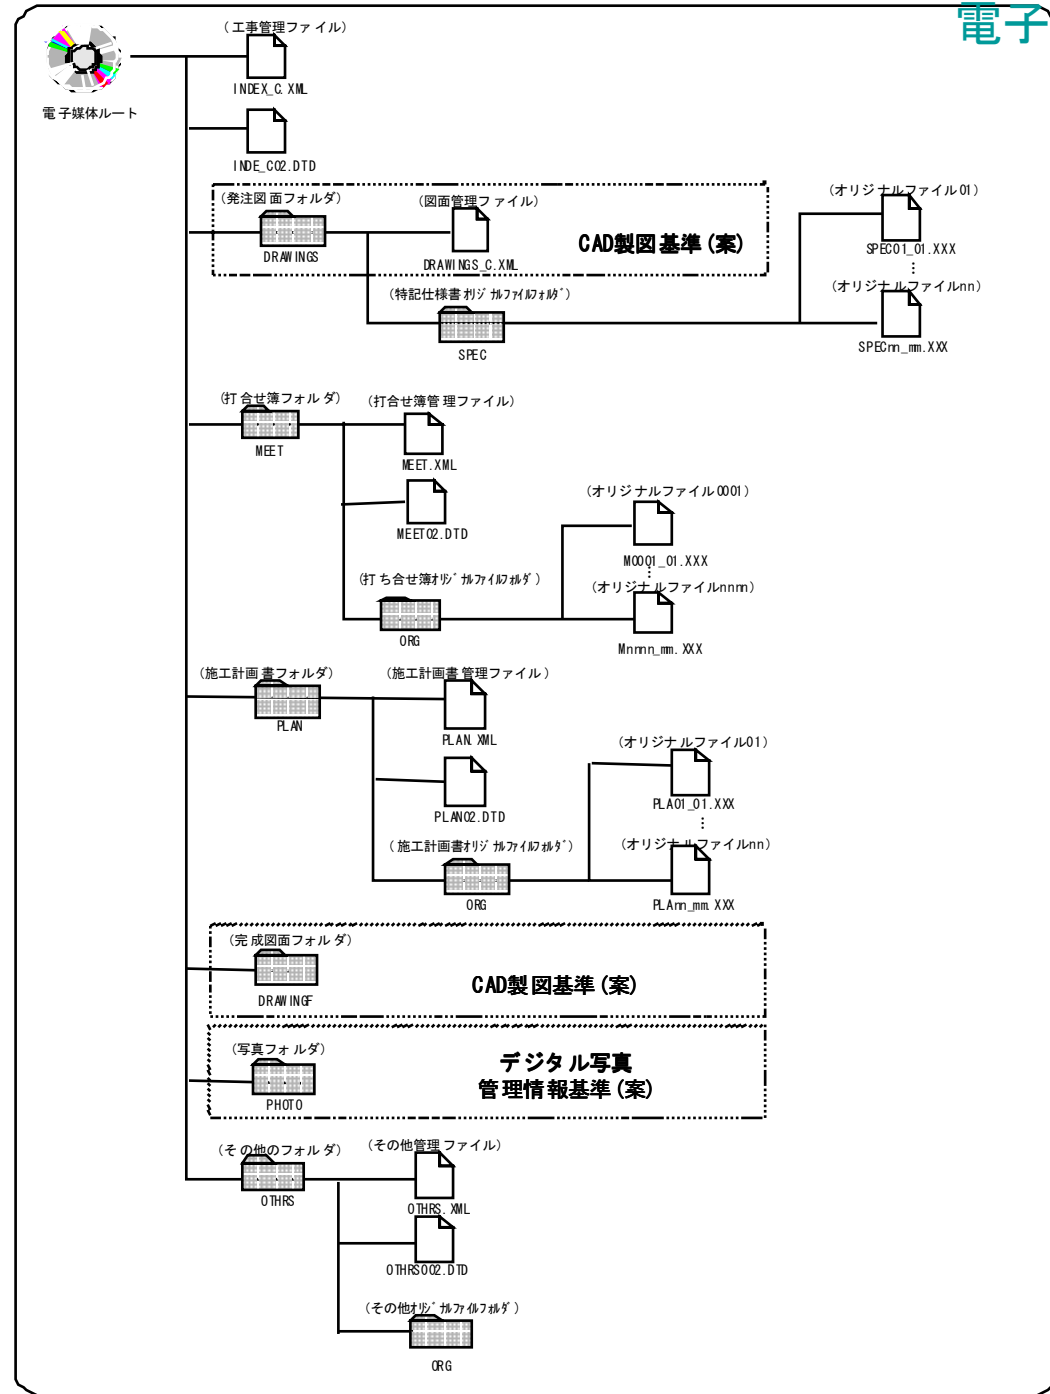 電子
(工事管理ファイル)
INDEX_C.XML
電子媒体ルート
INDE_C02.DTD
(発注図面フォルダ)
(図面管理ファイル)
(オリジナルファイル01)
CAD製図基準(案)
DRAWINGS
DRAWINGS_C.XML
SPEC01_01.XXX
(特記仕様書オリジナルファイルフォルダ)
(オリジナルファイルnn)
SPEC
SPECnn_mm.XXX
(打合せ簿フォルダ)
(打合せ簿管理ファイル)
MEET
MEET.XML
(オリジナルファイル0001)
MEET02.DTD
M0001_01.XXX
(打ち合せ簿オリジナルファイルフォルダ)
(オリジナルファイルnnnn)
ORG
Mnnnn_mm.XXX
(施工計画書フォルダ)
(施工計画書管理ファイル)
PLAN
PLAN.XML
(オリジナルファイル01)
PLAN02.DTD
PLA01_01.XXX
(施工計画書オリジナルファイルフォルダ)
(オリジナルファイルnn)
ORG
PLAnn_mm.XXX
(完成図面フォルダ)
CAD製図基準(案)
DRAWINGF
(写真フォルダ)
デジタル写真
管理情報基準(案)
PHOTO
(その他のフォルダ)
(その他管理ファイル)
OTHRS
OTHRS.XML
OTHRS002.DTD
(その他オリジナルファイルフォルダ)
ORG